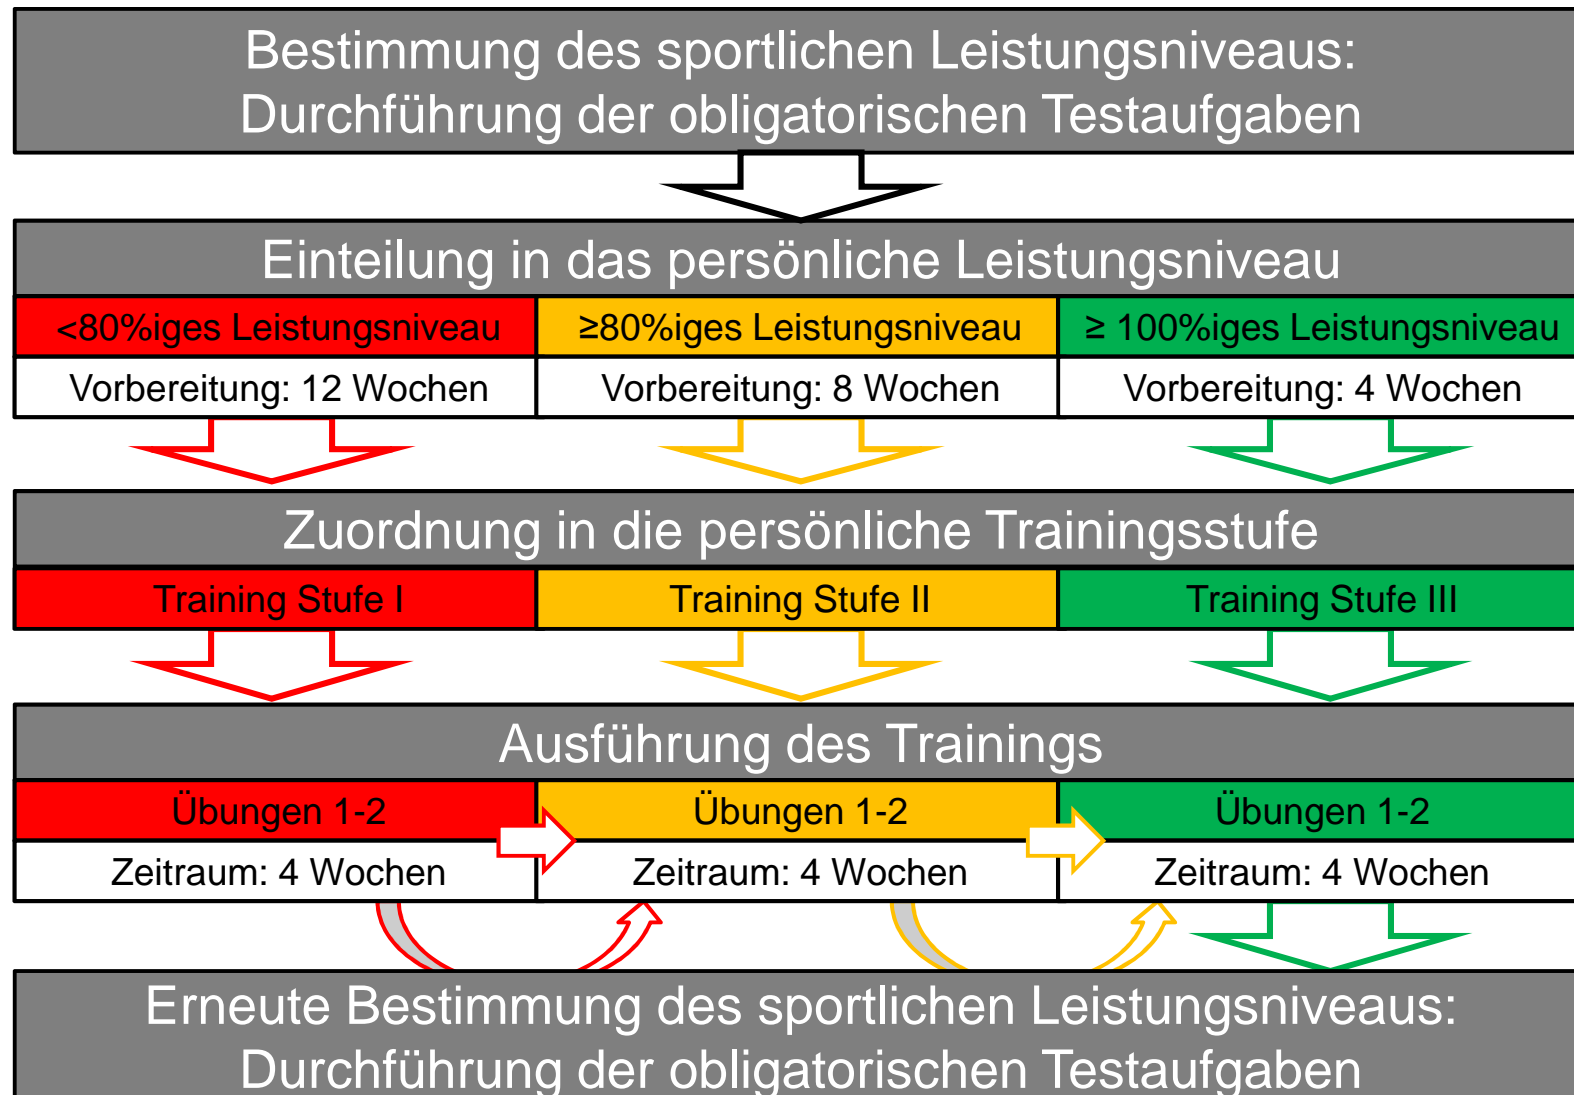 Bestimmung des sportlichen Leistungsniveaus:
Durchführung der obligatorischen Testaufgaben
Einteilung in das persönliche Leistungsniveau
<80%iges Leistungsniveau
≥80%iges Leistungsniveau
≥ 100%iges Leistungsniveau
Vorbereitung: 12 Wochen
Vorbereitung: 8 Wochen
Vorbereitung: 4 Wochen
Zuordnung in die persönliche Trainingsstufe
Training Stufe I
Training Stufe II
Training Stufe III
Ausführung des Trainings
Übungen 1-2
Übungen 1-2
Übungen 1-2
Zeitraum: 4 Wochen
Zeitraum: 4 Wochen
Zeitraum: 4 Wochen
Erneute Bestimmung des sportlichen Leistungsniveaus:
Durchführung der obligatorischen Testaufgaben